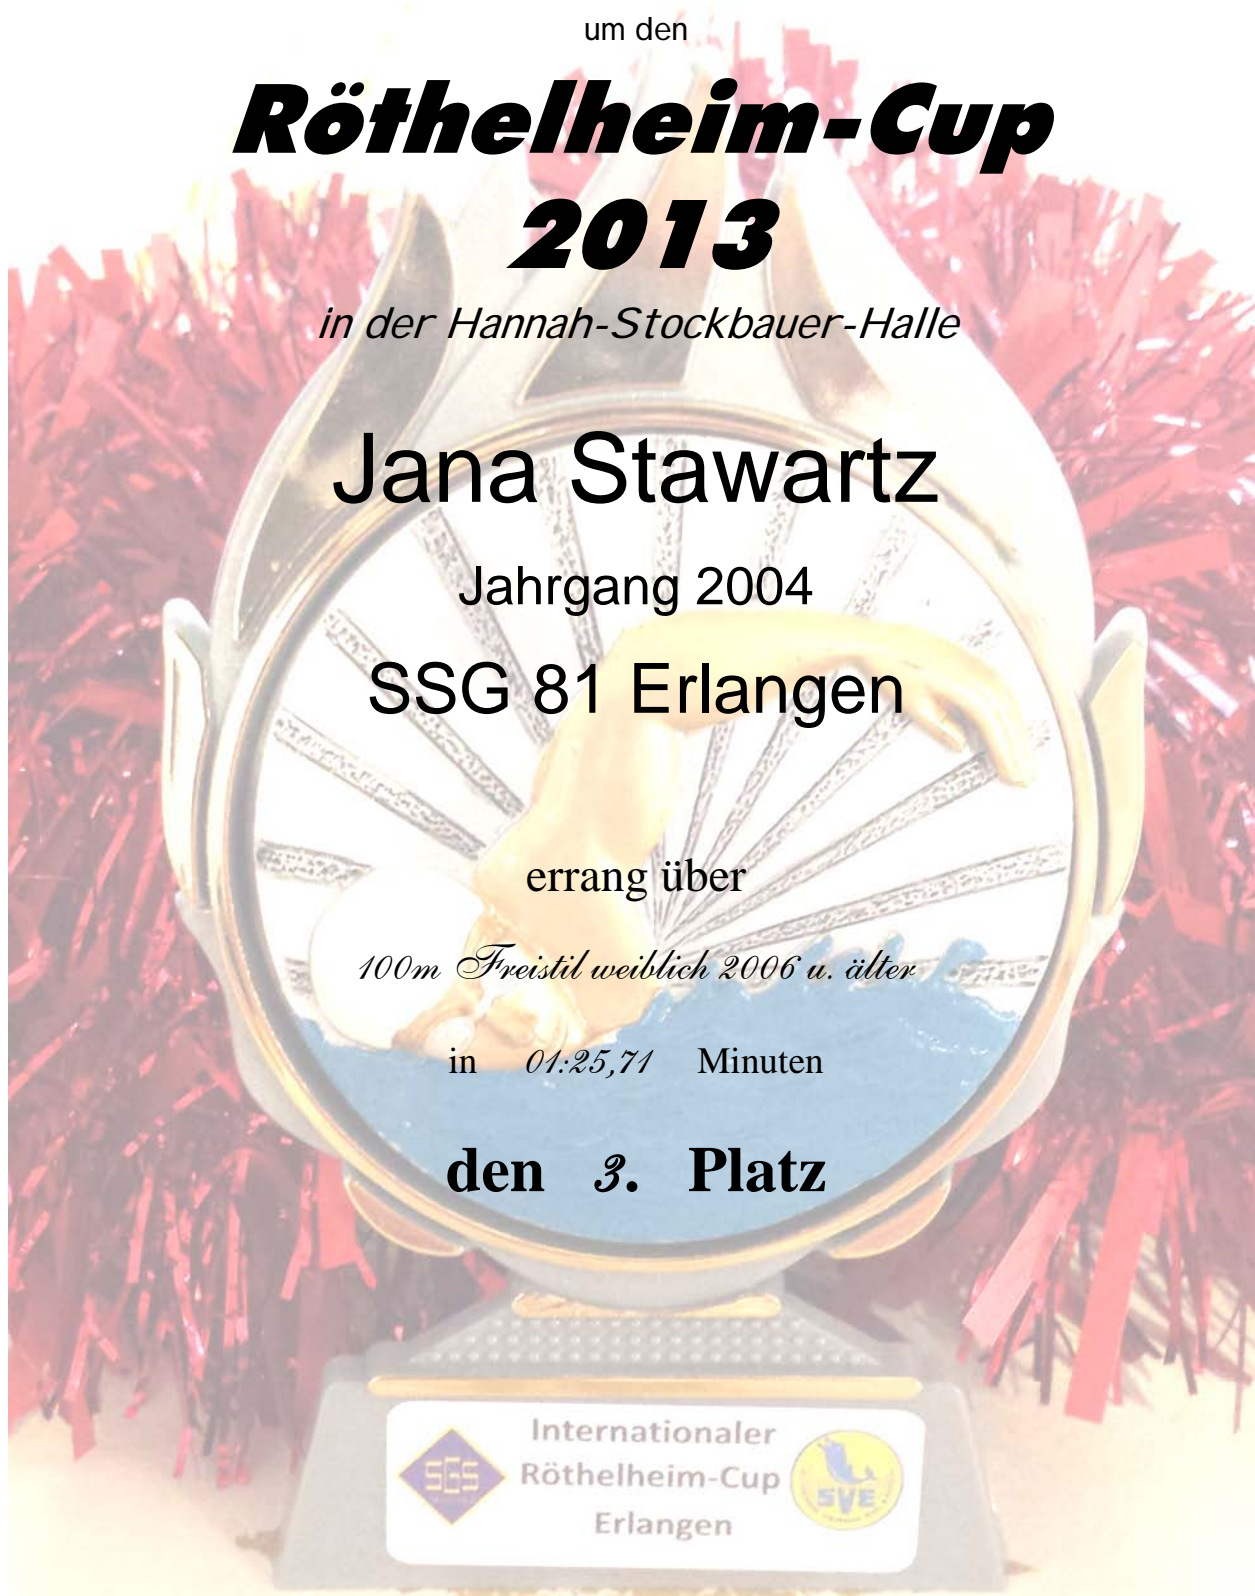 um den
Röthelheim-Cup
2013
in der Hannah-Stockbauer-Halle
Jana Stawartz
Jahrgang 2004
SSG 81 Erlangen
errang über
100m Freistil weiblich 2006 u. älter
in 01:25,71 Minuten
den 3. Platz
Internationaler
SGS Röthelheim-Cup SVE
Erlangen